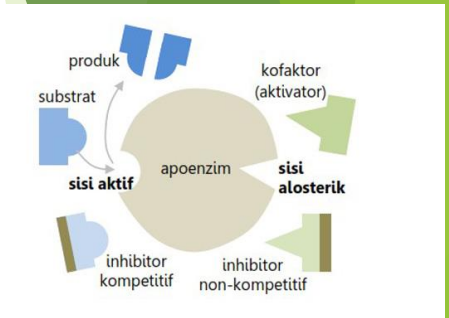 produk
substrat
kofaktor
(aktivator)
sisi aktif
apoenzim
sisi
alosterik
inhibitor
kompetitif
inhibitor
non-kompetitif